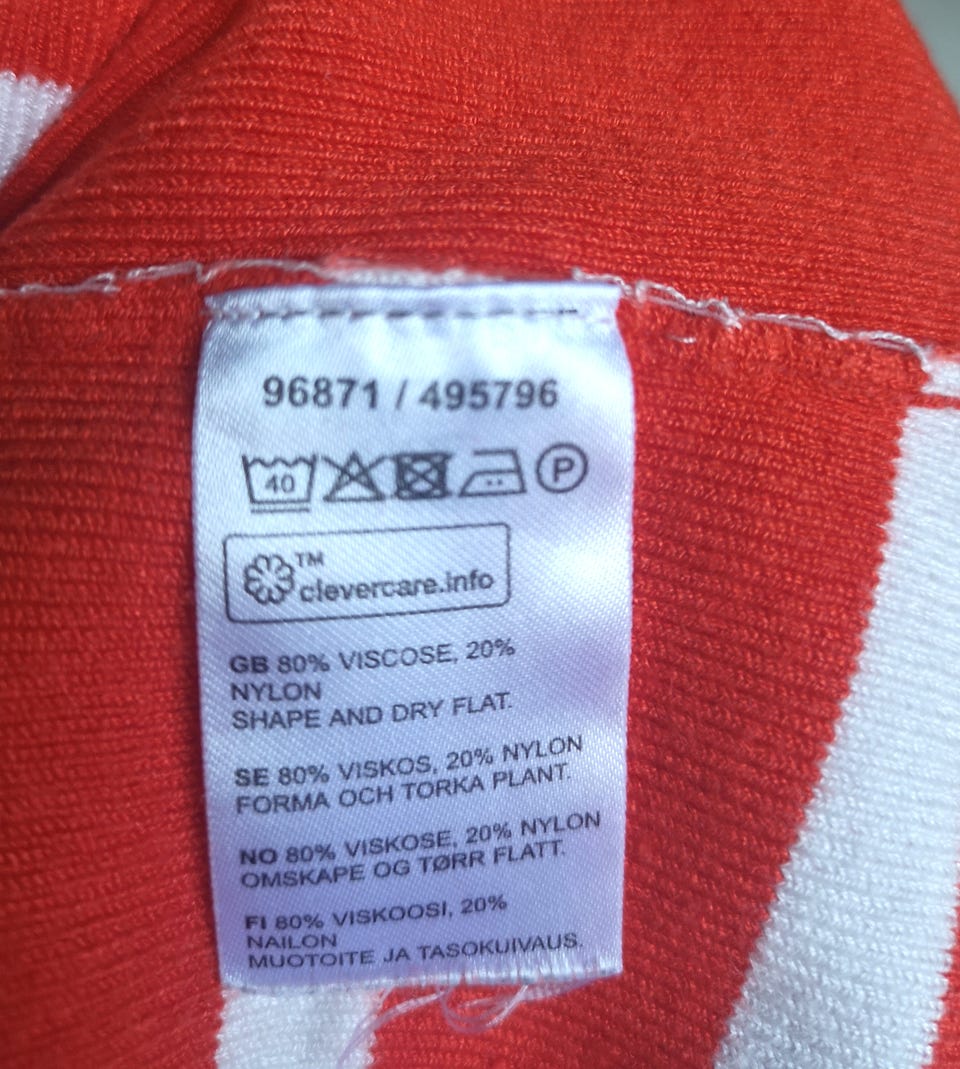 96871 / 495796
40 P
TM
clevercare.info
GB 80% VISCOSE, 20%
NYLON
SHAPE AND DRY FLAT.
SE 80% VISKOS, 20% NYLON
FORMA OCH TORKA PLANT.
NO 80% VISKOSE, 20% NYLON
OMSKAPE OG TØRR FLATT.
FI 80% VISKOOSI, 20%
NAILON
MUOTOITE JA TASOKUIVAUS.